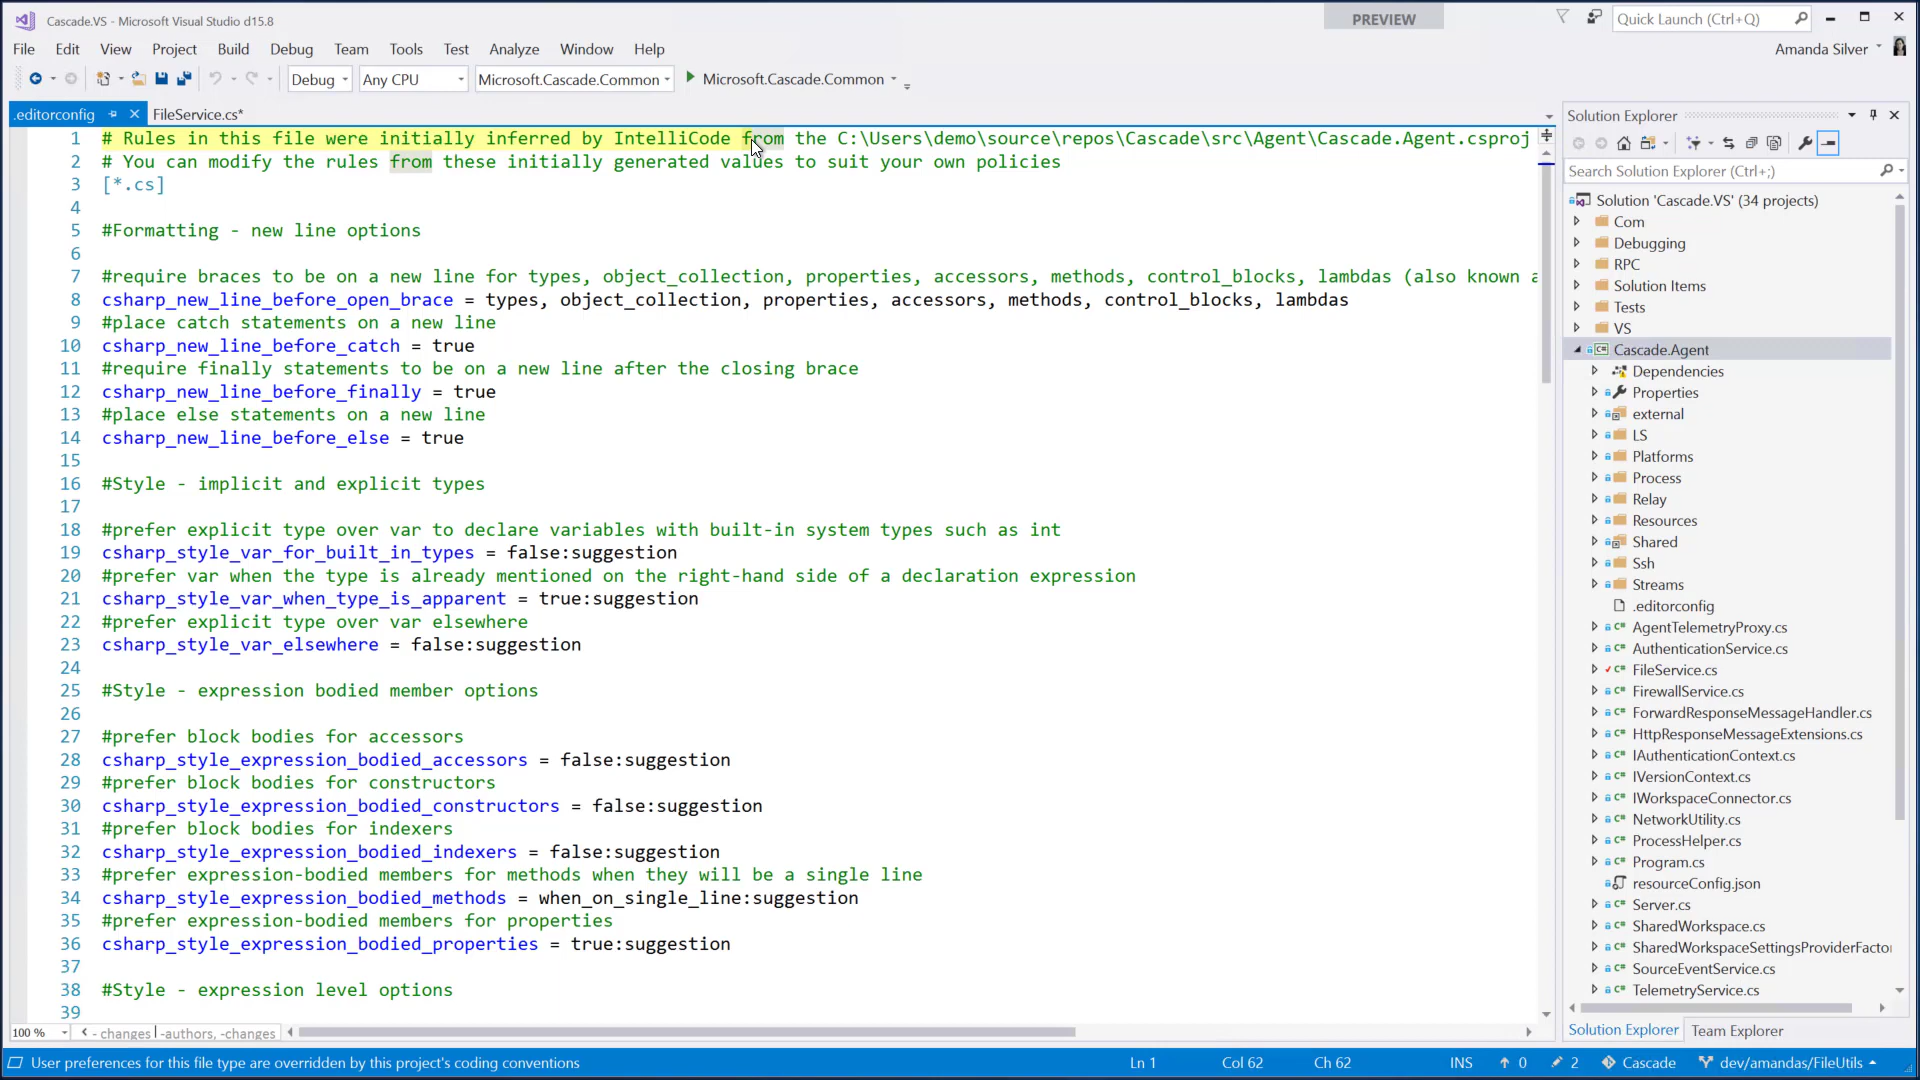 Cascade.VS - Microsoft Visual Studio d15.8
PREVIEW
Quick Launch (Ctrl+Q)
File Edit View Project Build Debug Team Tools Test Analyze Window Help
Amanda Silver
Debug Any CPU Microsoft.Cascade.Common Microsoft.Cascade.Common
.editorconfig FileService.cs*
1 # Rules in this file were initially inferred by IntelliCode from the C:\Users\demo\source\repos\Cascade\src\Agent\Cascade.Agent.csproj
2 # You can modify the rules from these initially generated values to suit your own policies
3 [*.cs]
4
5 #Formatting - new line options
6
7 #require braces to be on a new line for types, object_collection, properties, accessors, methods, control_blocks, lambdas (also known a
8 csharp_new_line_before_open_brace = types, object_collection, properties, accessors, methods, control_blocks, lambdas
9 #place catch statements on a new line
10 csharp_new_line_before_catch = true
11 #require finally statements to be on a new line after the closing brace
12 csharp_new_line_before_finally = true
13 #place else statements on a new line
14 csharp_new_line_before_else = true
15
16 #Style - implicit and explicit types
17
18 #prefer explicit type over var to declare variables with built-in system types such as int
19 csharp_style_var_for_built_in_types = false:suggestion
20 #prefer var when the type is already mentioned on the right-hand side of a declaration expression
21 csharp_style_var_when_type_is_apparent = true:suggestion
22 #prefer explicit type over var elsewhere
23 csharp_style_var_elsewhere = false:suggestion
24
25 #Style - expression bodied member options
26
27 #prefer block bodies for accessors
28 csharp_style_expression_bodied_accessors = false:suggestion
29 #prefer block bodies for constructors
30 csharp_style_expression_bodied_constructors = false:suggestion
31 #prefer block bodies for indexers
32 csharp_style_expression_bodied_indexers = false:suggestion
33 #prefer expression-bodied members for methods when they will be a single line
34 csharp_style_expression_bodied_methods = when_on_single_line:suggestion
35 #prefer expression-bodied members for properties
36 csharp_style_expression_bodied_properties = true:suggestion
37
38 #Style - expression level options
39
100 %
- changes | -authors, -changes
Solution Explorer
Search Solution Explorer (Ctrl+;)
Solution 'Cascade.VS' (34 projects)
Com
Debugging
RPC
Solution Items
Tests
VS
Cascade.Agent
Dependencies
Properties
external
LS
Platforms
Process
Relay
Resources
Shared
Ssh
Streams
.editorconfig
AgentTelemetryProxy.cs
AuthenticationService.cs
FileService.cs
FirewallService.cs
ForwardResponseMessageHandler.cs
HttpResponseMessageExtensions.cs
IAuthenticationContext.cs
IVersionContext.cs
IWorkspaceConnector.cs
NetworkUtility.cs
ProcessHelper.cs
Program.cs
resourceConfig.json
Server.cs
SharedWorkspace.cs
SharedWorkspaceSettingsProviderFactor
SourceEventService.cs
TelemetryService.cs
Solution Explorer Team Explorer
User preferences for this file type are overridden by this project's coding conventions
Ln 1 Col 62 Ch 62 INS 0 2 Cascade dev/amandas/FileUtils